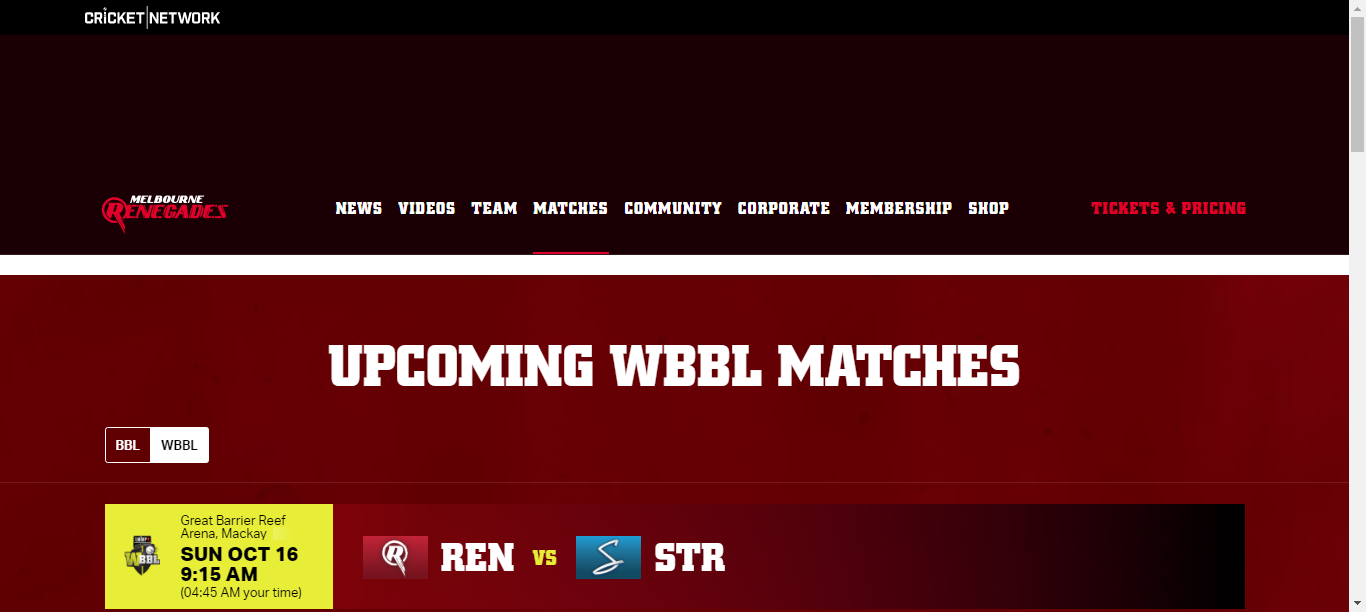 CRICKET NETWORK
MELBOURNE
RENEGADES
NEWS VIDEOS TEAM MATCHES COMMUNITY CORPORATE MEMBERSHIP SHOP
TICKETS & PRICING
UPCOMING WBBL MATCHES
BBL WBBL
WBBL
Great Barrier Reef
Arena, Mackay
SUN OCT 16
9:15 AM
(04:45 AM your time)
R REN VS S STR